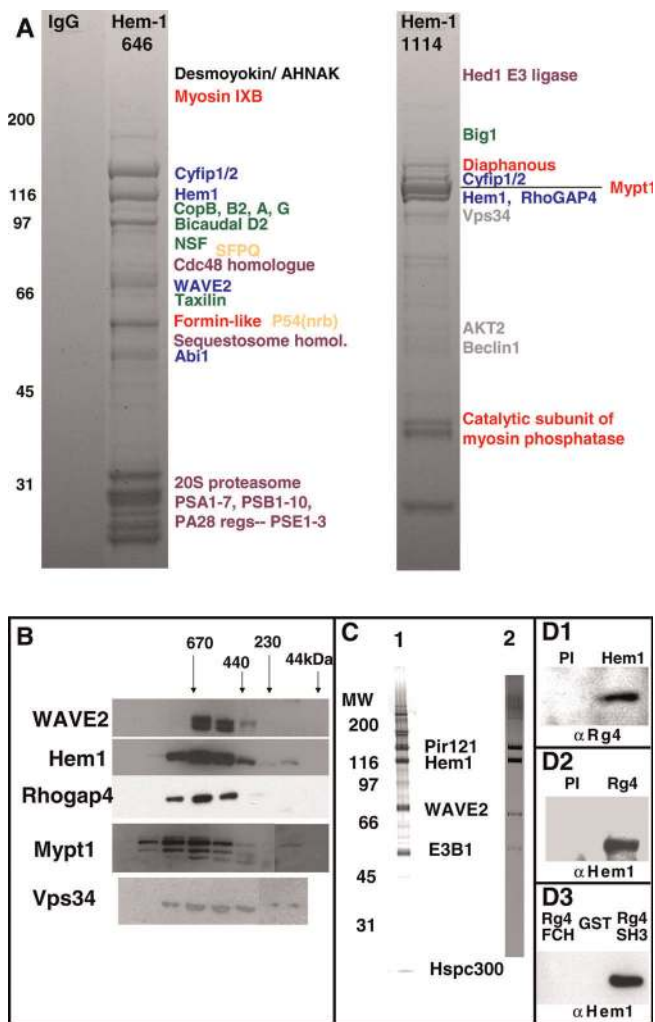 A
IgG
Hem-1
646
Hem-1
1114
Desmoyokin/ AHNAK
Myosin IXB
Hed1 E3 ligase
200
Big1
Diaphanous
Cyfip1/2
Cyfip1/2
Mypt1
116
Hem1
Hem1, RhoGAP4
CopB, B2, A, G
Vps34
97
Bicaudal D2
NSF
SFPQ
Cdc48 homologue
66
WAVE2
Taxilin
Formin-like
P54(nrb)
AKT2
Sequestosome homol.
Beclin1
Abi1
45
Catalytic subunit of
myosin phosphatase
31
20S proteasome
PSA1-7, PSB1-10,
PA28 regs-- PSE1-3
B
670
440
230
44kDa
WAVE2
Hem1
Rhogap4
Mypt1
Vps34
C
1
2
MW
200
Pir121
116
Hem1
97
WAVE2
66
E3B1
45
31
Hspc300
D1
PI
Hem1
αRg4
D2
PI
Rg4
αHem1
D3
Rg4
FCH
GST
Rg4
SH3
αHem1